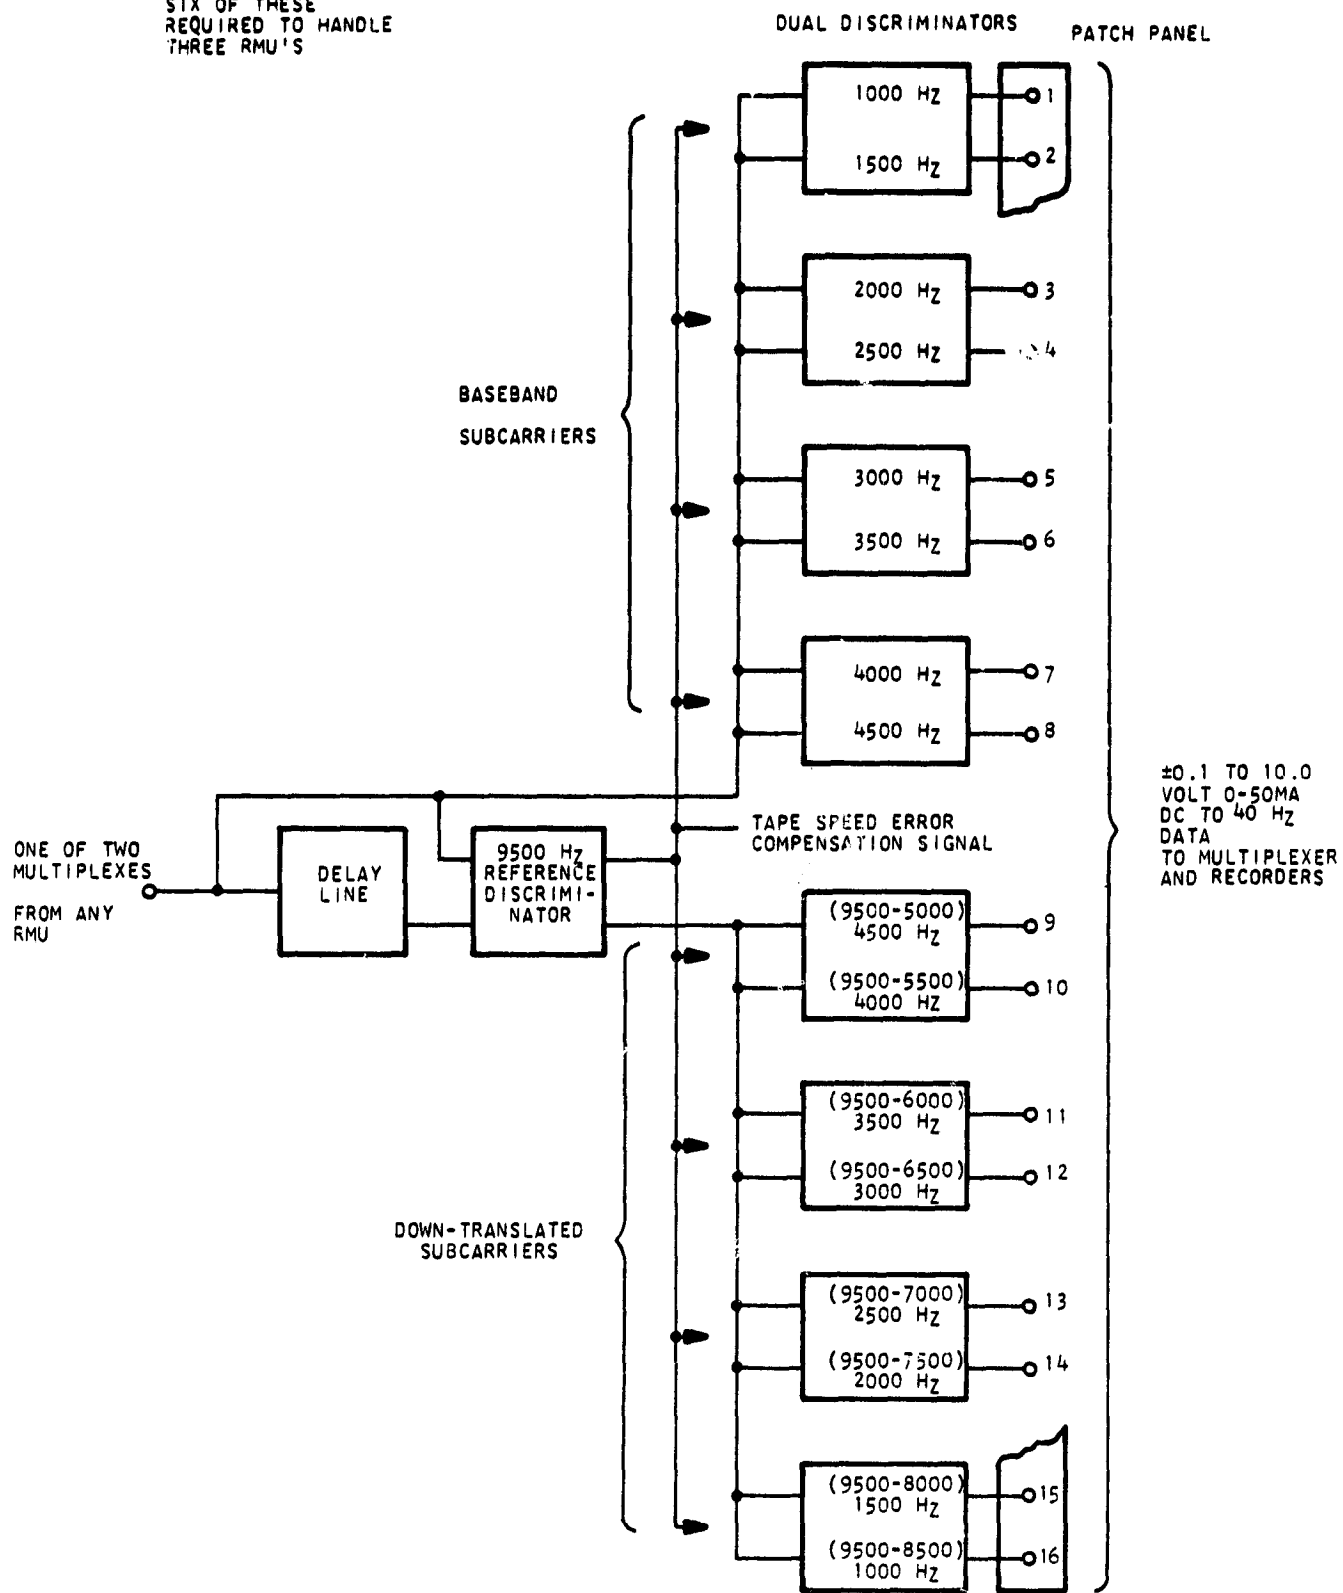 SIX OF THESE
REQUIRED TO HANDLE
THREE RMU'S
DUAL DISCRIMINATORS
PATCH PANEL
1000 HZ
1
1500 HZ
2
2000 HZ
3
2500 HZ
4
BASEBAND
SUBCARRIERS
3000 HZ
5
3500 HZ
6
4000 HZ
7
4500 HZ
8
±0.1 TO 10.0
VOLT 0-50MA
DC TO 40 HZ
DATA
TO MULTIPLEXER
AND RECORDERS
TAPE SPEED ERROR
COMPENSATION SIGNAL
ONE OF TWO
MULTIPLEXES
FROM ANY
RMU
DELAY
LINE
9500 HZ
REFERENCE
DISCRIMI-
NATOR
(9500-5000)
4500 HZ
9
(9500-5500)
4000 HZ
10
(9500-6000)
3500 HZ
11
(9500-6500)
3000 HZ
12
DOWN-TRANSLATED
SUBCARRIERS
(9500-7000)
2500 HZ
13
(9500-7500)
2000 HZ
14
(9500-8000)
1500 HZ
15
(9500-8500)
1000 HZ
16